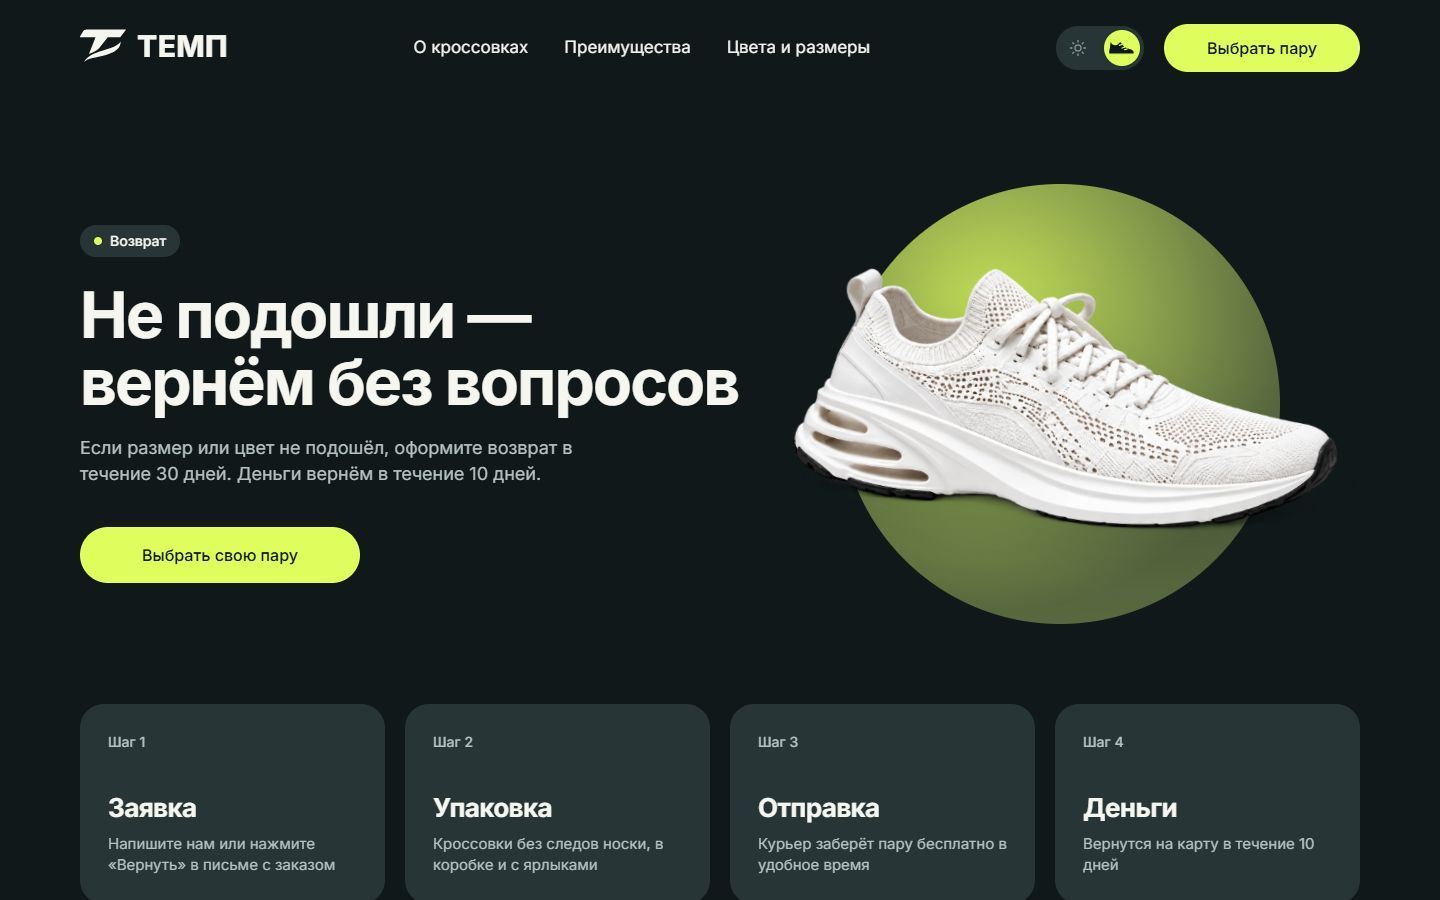 ТЕМП
О кроссовках
Преимущества
Цвета и размеры
Выбрать пару
Возврат
Не подошли —
вернём без вопросов
Если размер или цвет не подошёл, оформите возврат в
течение 30 дней. Деньги вернём в течение 10 дней.
Выбрать свою пару
Шаг 1
Заявка
Напишите нам или нажмите
«Вернуть» в письме с заказом
Шаг 2
Упаковка
Кроссовки без следов носки, в
коробке и с ярлыками
Шаг 3
Отправка
Курьер заберёт пару бесплатно в
удобное время
Шаг 4
Деньги
Вернутся на карту в течение 10
дней